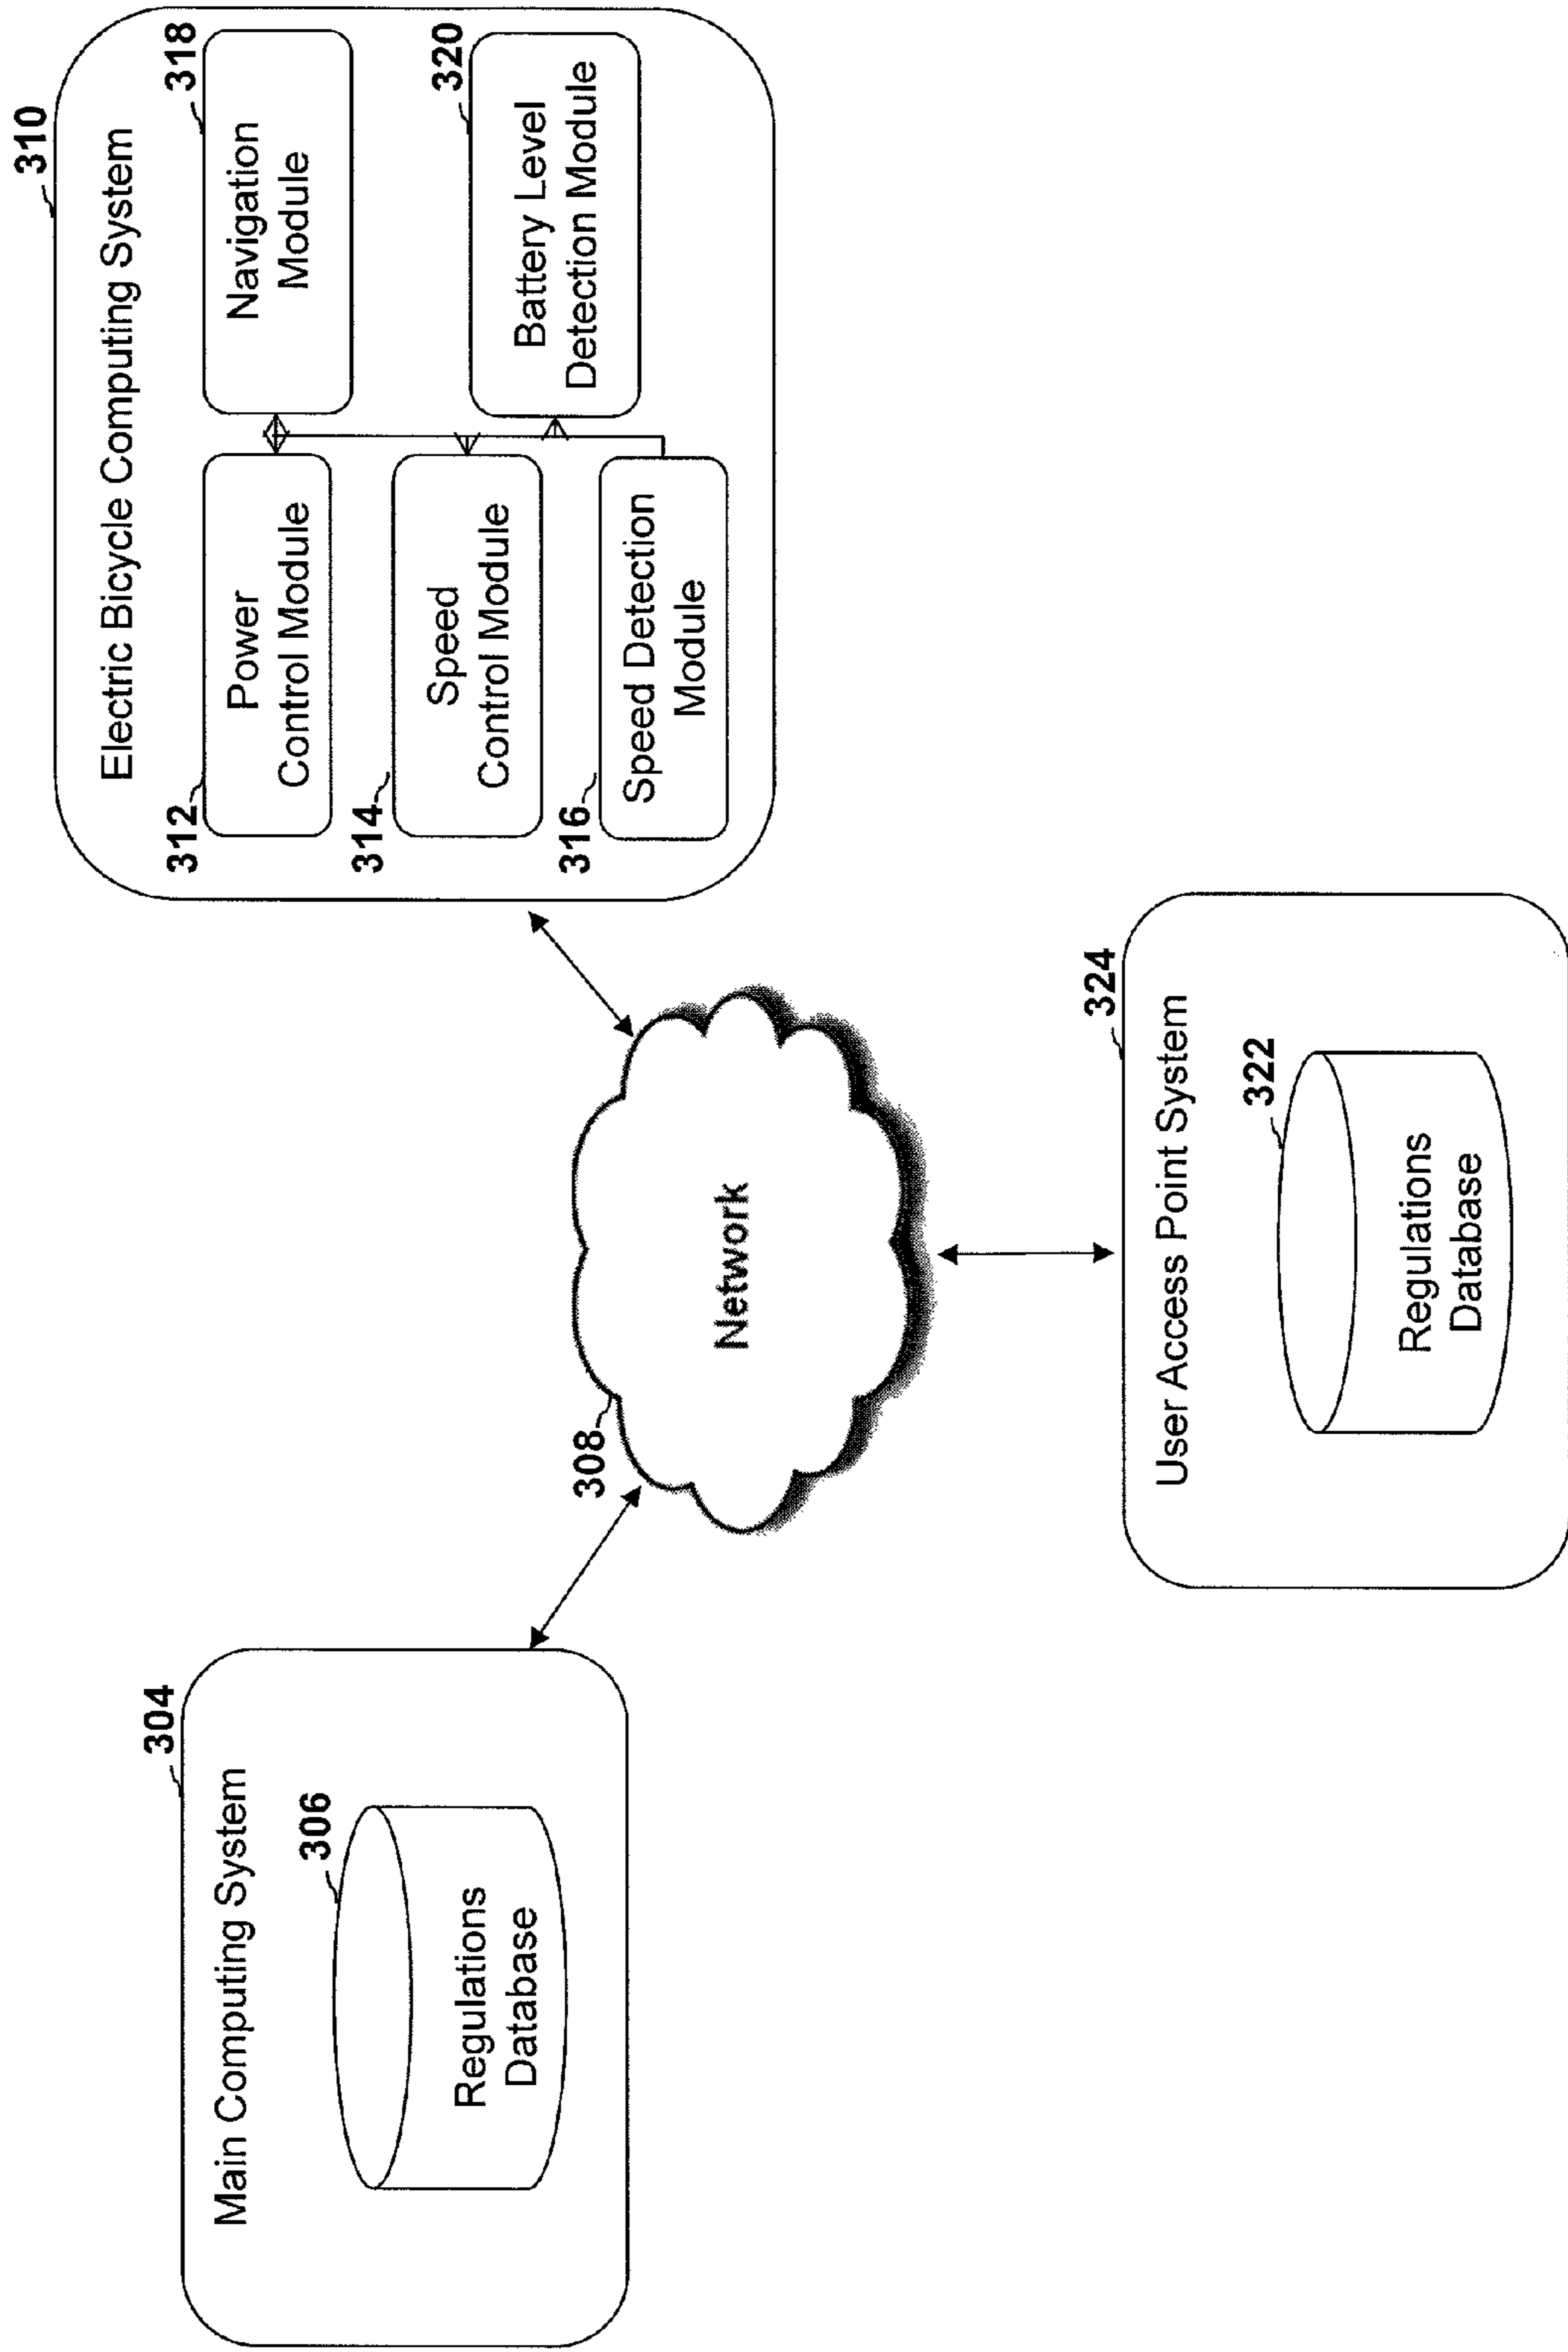 304
Main Computing System
306
Regulations
Database
308
Network
310
Electric Bicycle Computing System
312
Power
Control Module
318
Navigation
Module
314
Speed
Control Module
320
Battery Level
Detection Module
316
Speed Detection
Module
324
User Access Point System
322
Regulations
Database